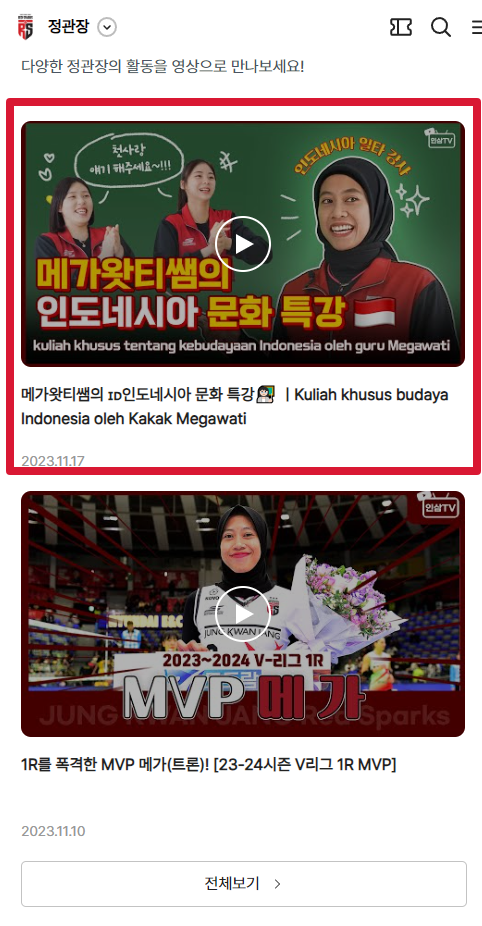 정관장
다양한 정관장의 활동을 영상으로 만나보세요!
천사랑
얘기 해주세요~!!!
인도네시아 일타 강사
인삼TV
메가왓티쌤의
인도네시아 문화 특강
kuliah khusus tentang kebudayaan Indonesia oleh guru Megawati
메가왓티쌤의 ID인도네시아 문화 특강👩‍🏫 ㅣKuliah khusus budaya
Indonesia oleh Kakak Megawati
2023.11.17
인삼TV
JUNG KWAN JANG
2023~2024 V-리그 1R
MVP 메가
JUNG KWAN JANG Red Sparks
1R를 폭격한 MVP 메가(트론)! [23-24시즌 V리그 1R MVP]
2023.11.10
전체보기 >